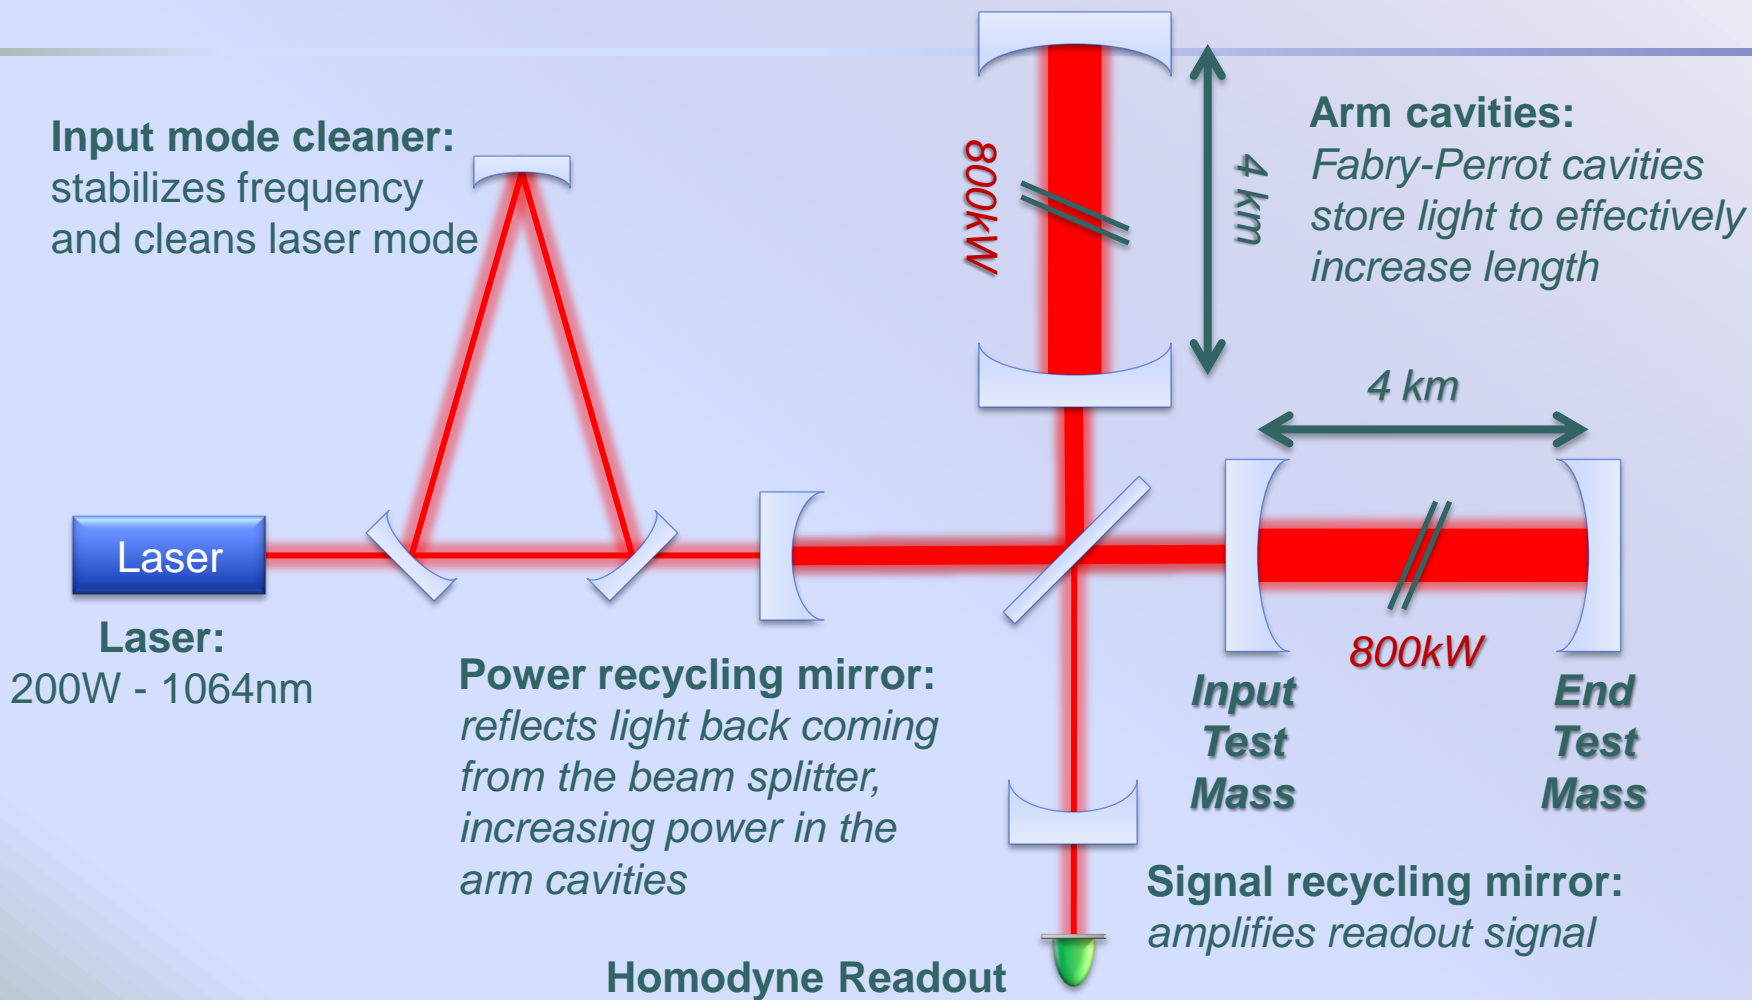 Input mode cleaner:
stabilizes frequency
and cleans laser mode
800kW
4 km
Arm cavities:
Fabry-Perrot cavities
store light to effectively
increase length
4 km
Laser
Laser:
200W - 1064nm
Power recycling mirror:
reflects light back coming
from the beam splitter,
increasing power in the
arm cavities
800kW
Input
Test
Mass
End
Test
Mass
Signal recycling mirror:
amplifies readout signal
Homodyne Readout